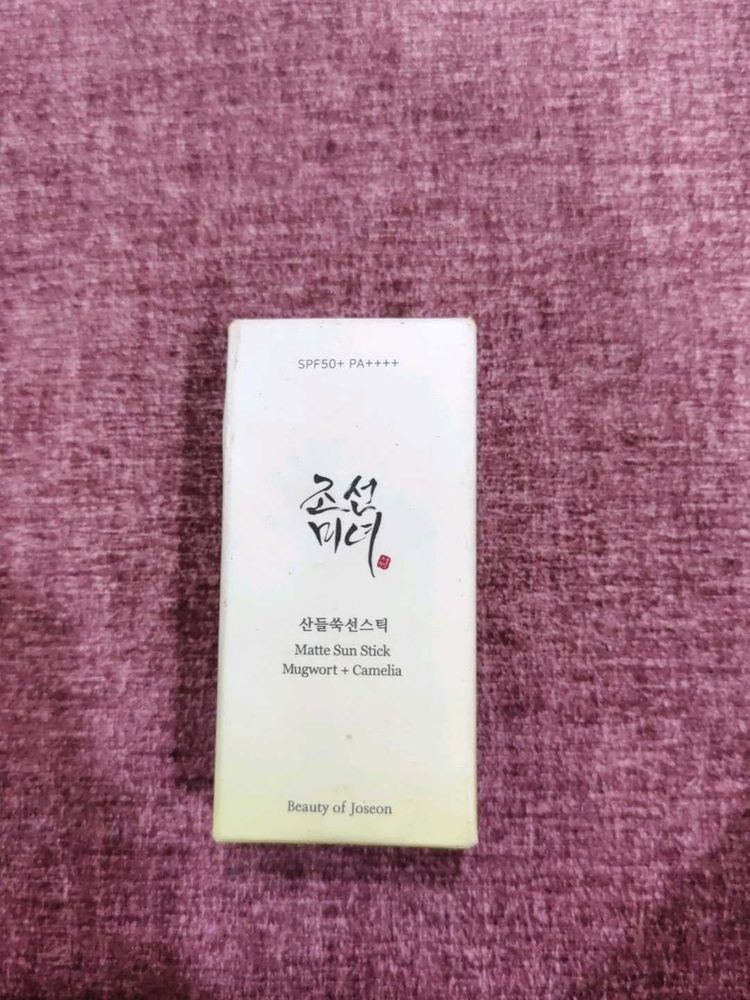 SPF50+ PA++++
조선
미녀
산들쑥선스틱
Matte Sun Stick
Mugwort + Camelia
Beauty of Joseon